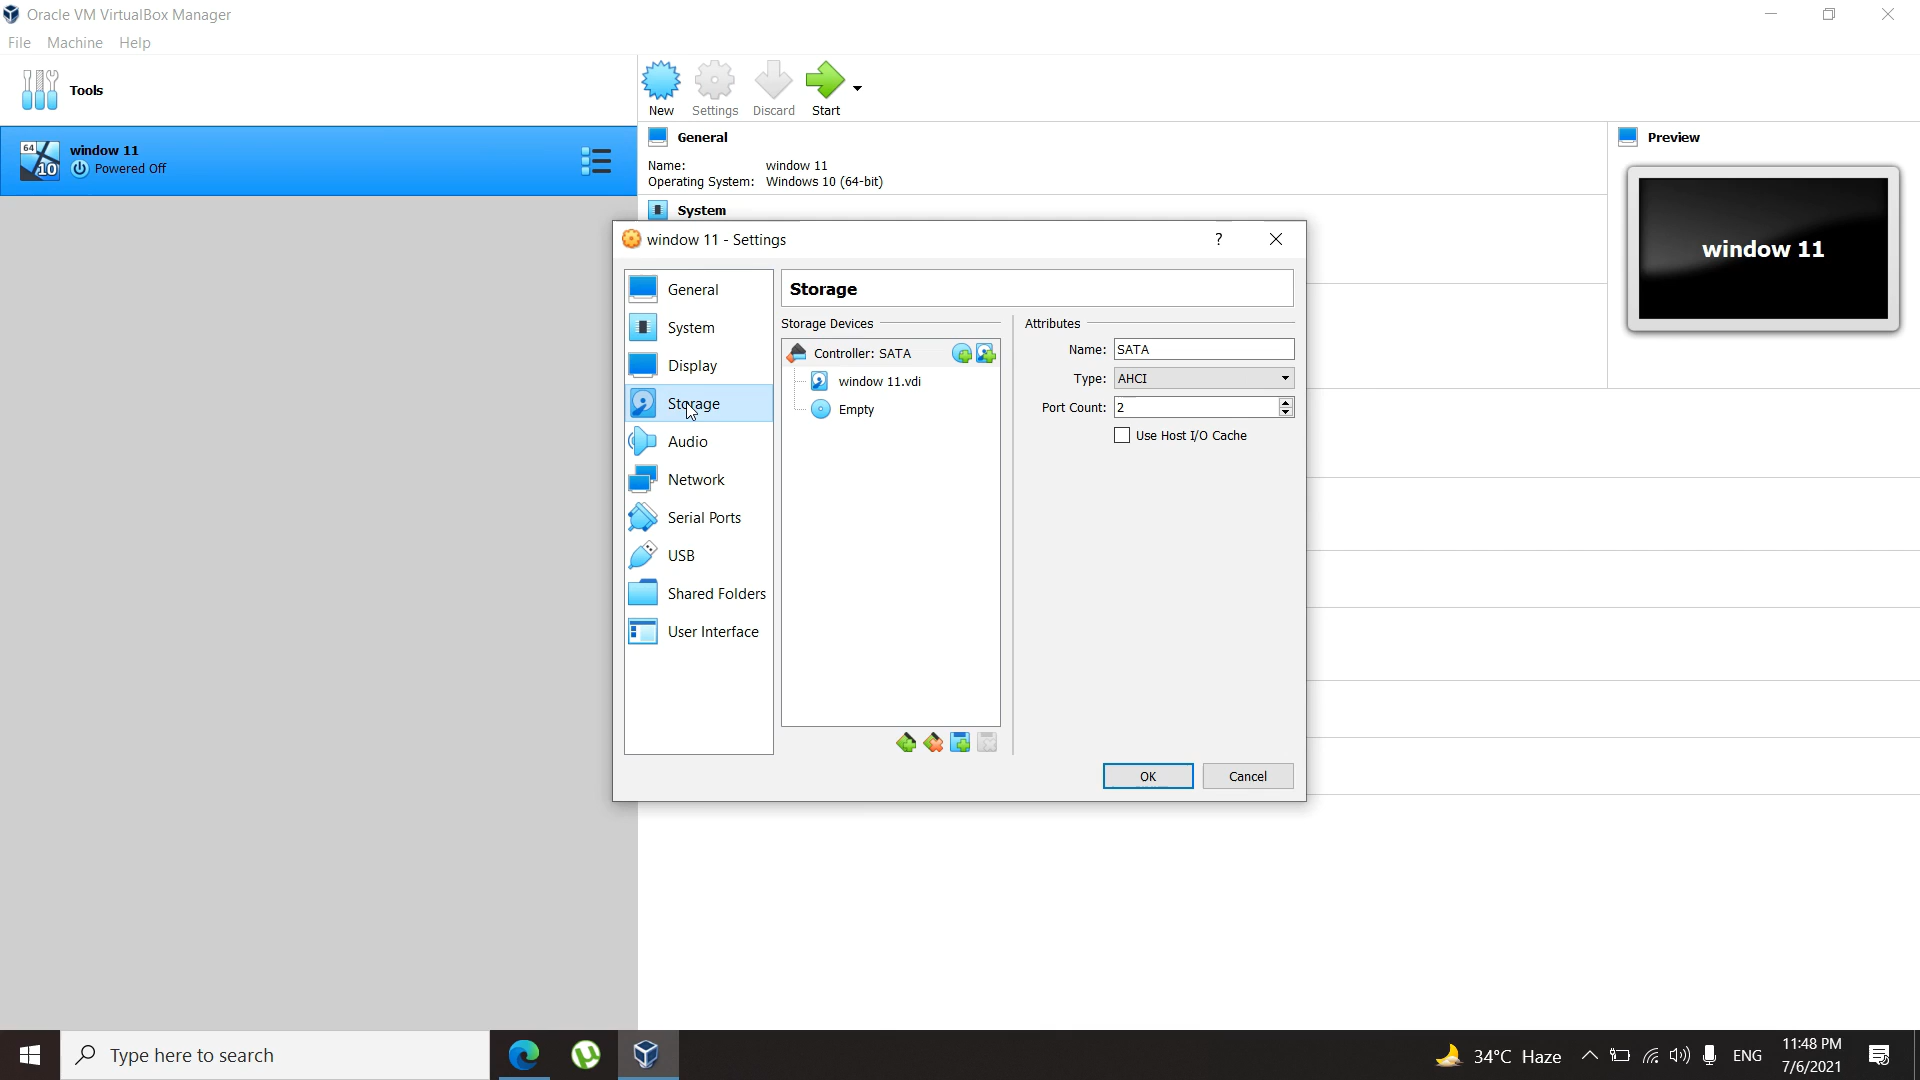 Oracle VM VirtualBox Manager
File Machine Help
Tools
New Settings Discard Start
64
10
window 11
Powered Off
General
Name: window 11
Operating System: Windows 10 (64-bit)
System
Preview
window 11
window 11 - Settings
?
General
System
Display
Storage
Audio
Network
Serial Ports
USB
Shared Folders
User Interface
Storage
Storage Devices
Controller: SATA
window 11.vdi
Empty
Attributes
Name: SATA
Type: AHCI
Port Count: 2
Use Host I/O Cache
OK Cancel
Type here to search
34°C Haze
ENG
11:48 PM
7/6/2021